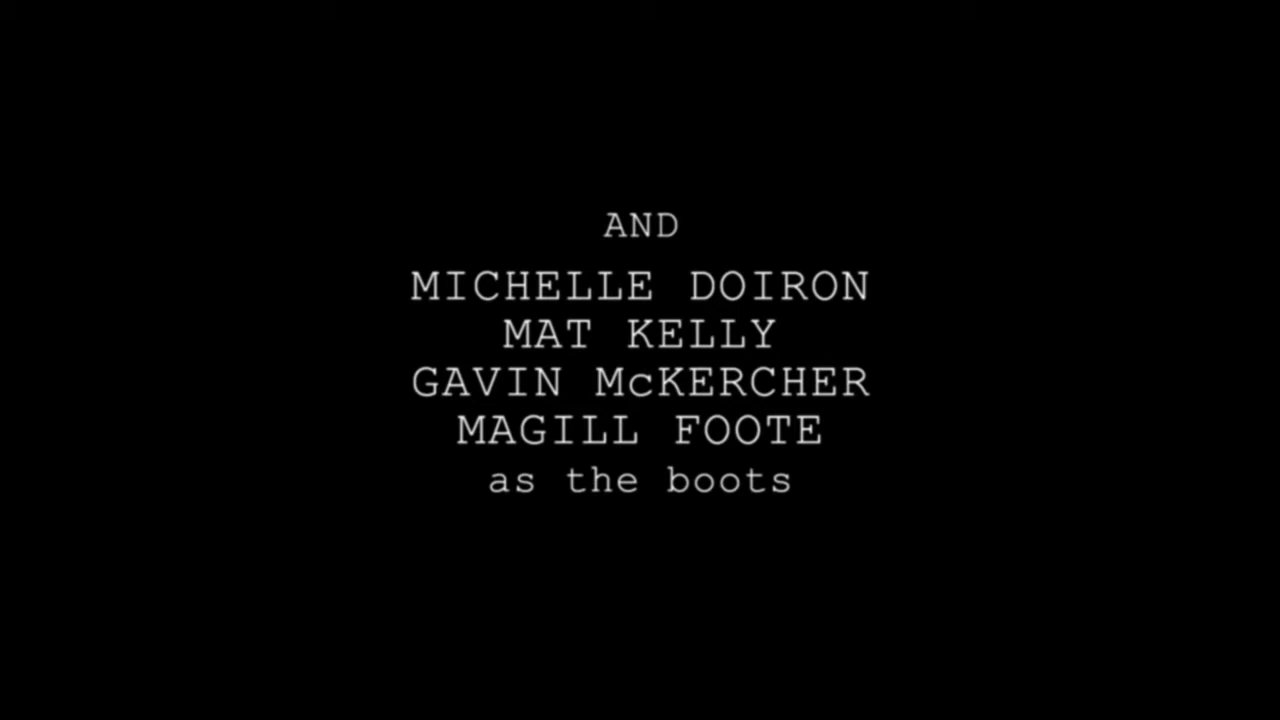 AND
MICHELLE DOIRON
MAT KELLY
GAVIN McKERCHER
MAGILL FOOTE
as the boots